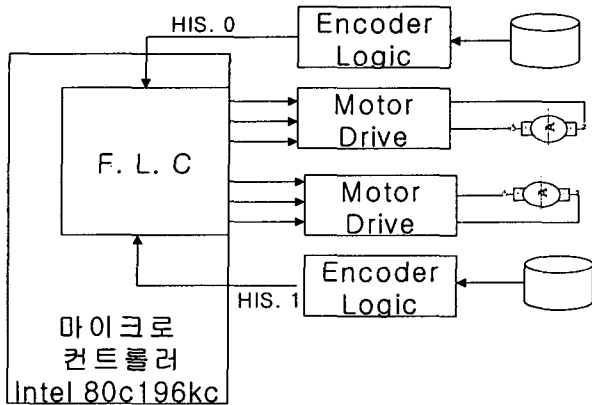 HIS. 0
Encoder
Logic
Motor
Drive
A
F. L. C
Motor
Drive
A
HIS. 1
Encoder
Logic
마이크로
컨트롤러
Intel 80c196kc